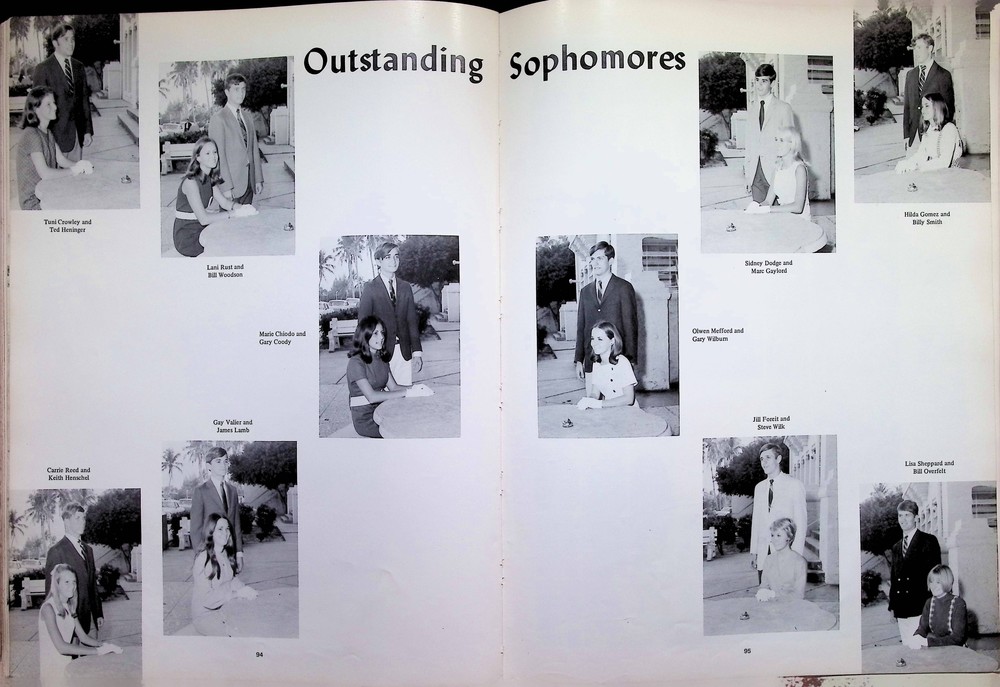 Outstanding Sophomores
Tuni Crowley and
Ted Heninger
Lani Rust and
Bill Woodson
Marie Chiodo and
Gary Coody
Gay Valier and
James Lamb
Carrie Reed and
Keith Henschel
94
Sidney Dodge and
Marc Gaylord
Hilda Gomez and
Billy Smith
Olwen Mefford and
Gary Wilburn
Jill Foreit and
Steve Wilk
Lisa Sheppard and
Bill Overfelt
95